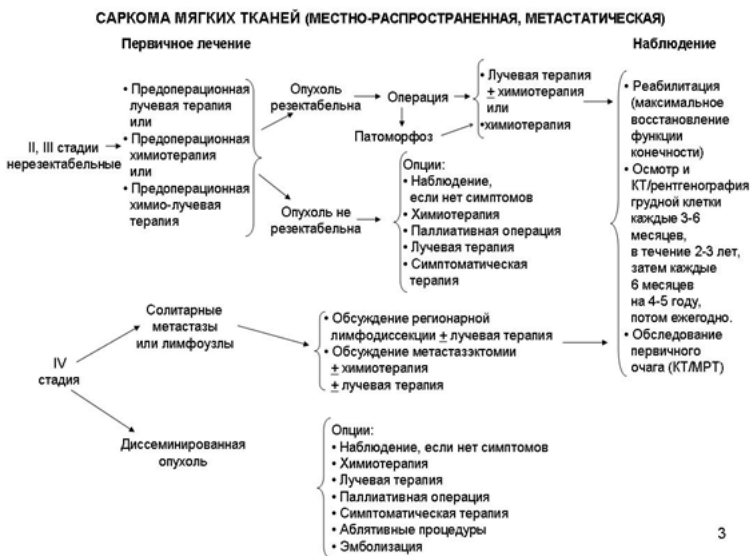 САРКОМА МЯГКИХ ТКАНЕЙ (МЕСТНО-РАСПРОСТРАНЕННАЯ, МЕТАСТАТИЧЕСКАЯ)
Первичное лечение
Наблюдение
II, III стадии
нерезектабельные
• Предоперационная
лучевая терапия
или
• Предоперационная
химиотерапия
или
• Предоперационная
химио-лучевая
терапия
Опухоль
резектабельна
Операция
Патоморфоз
• Лучевая терапия
± химиотерапия
или
•химиотерапия
Опухоль не
резектабельна
Опции:
• Наблюдение,
если нет симптомов
• Химиотерапия
• Паллиативная операция
• Лучевая терапия
• Симптоматическая
терапия
• Реабилитация
(максимальное
восстановление
функции
конечности)
• Осмотр и
КТ/рентгенография
грудной клетки
каждые 3-6
месяцев,
в течение 2-3 лет,
затем каждые
6 месяцев
на 4-5 году,
потом ежегодно.
• Обследование
первичного
очага (КТ/МРТ)
IV
стадия
Солитарные
метастазы
или лимфоузлы
• Обсуждение регионарной
лимфодиссекции ± лучевая терапия
• Обсуждение метастазэктомии
± химиотерапия
± лучевая терапия
Диссеминированная
опухоль
Опции:
• Наблюдение, если нет симптомов
• Химиотерапия
• Лучевая терапия
• Паллиативная операция
• Симптоматическая терапия
• Аблятивные процедуры
• Эмболизация
3